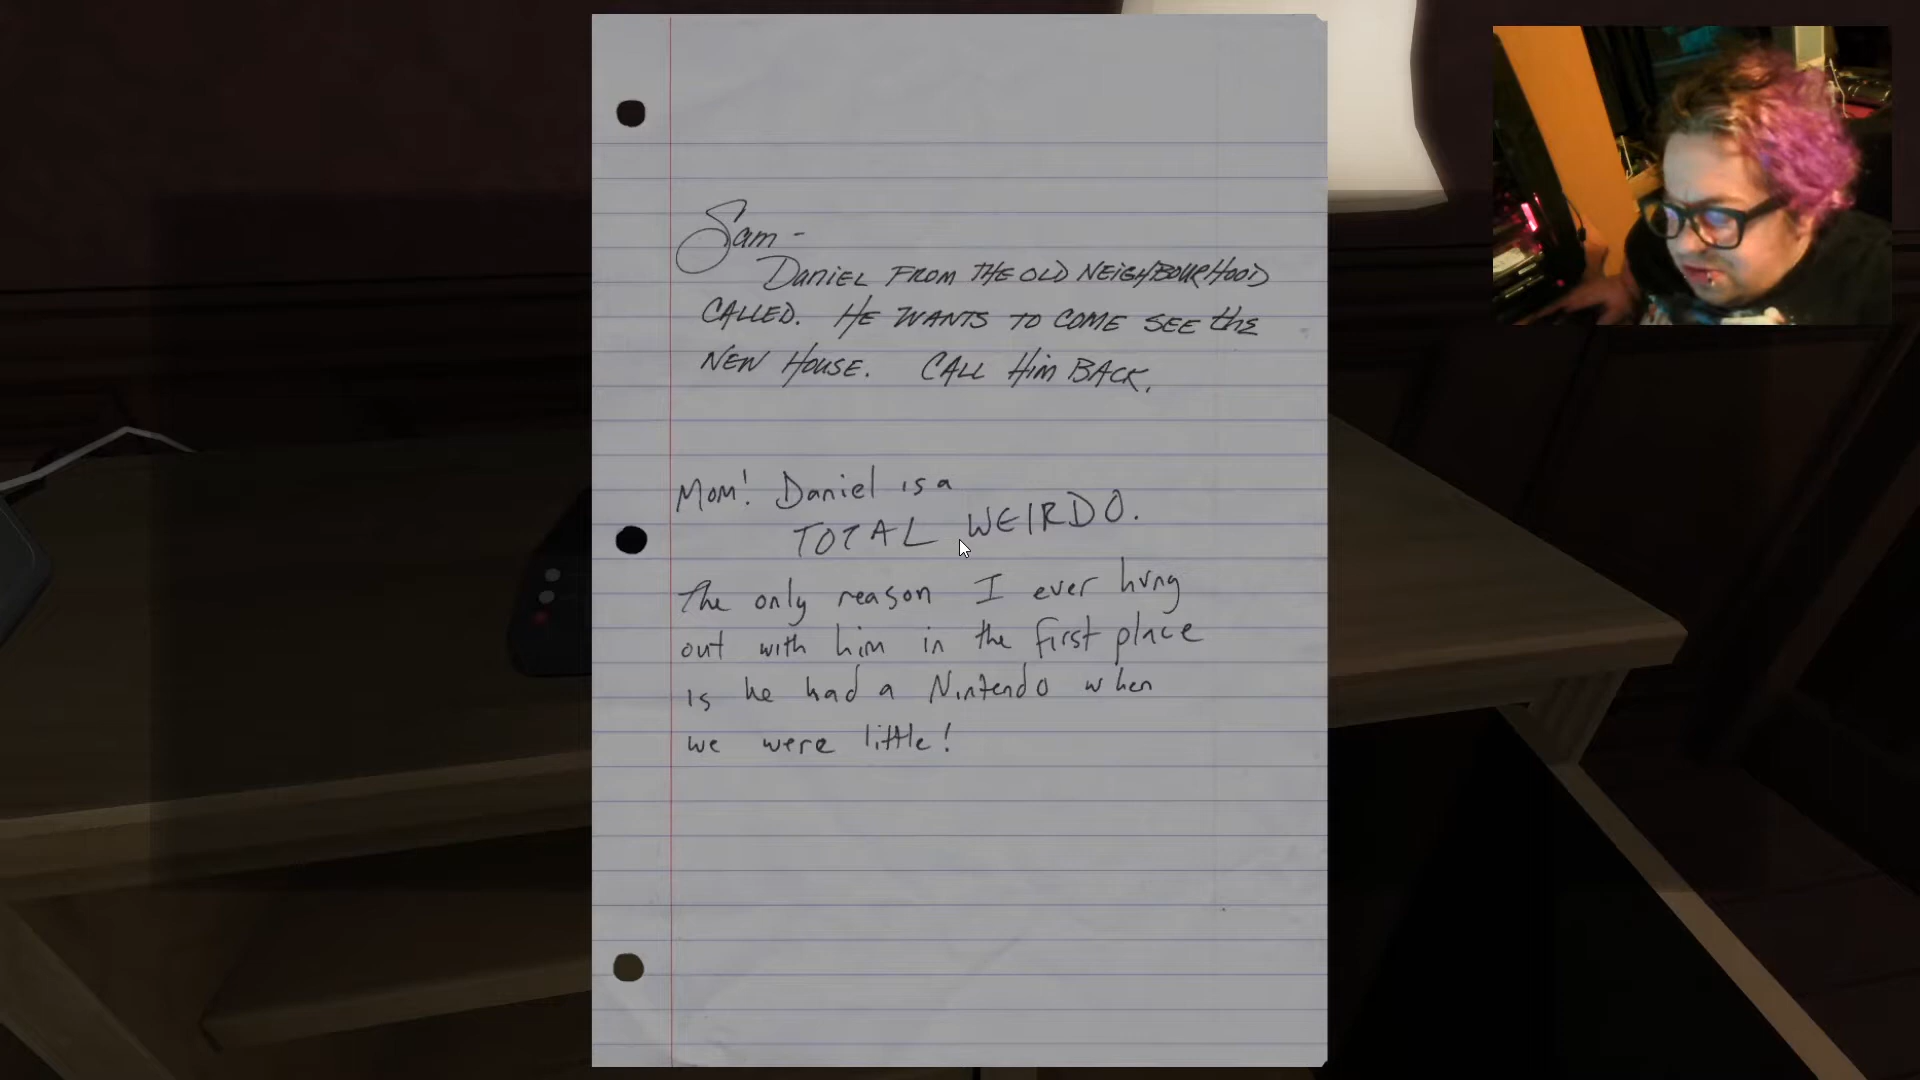 Sam -
DANIEL FROM THE OLD NEIGHBOURHOOD
CALLED. HE WANTS TO COME SEE the
NEW HOUSE. CALL HIM BACK.
Mom! Daniel is a
TOTAL WEIRDO.
The only reason I ever hung
out with him in the first place
is he had a Nintendo when
we were little!